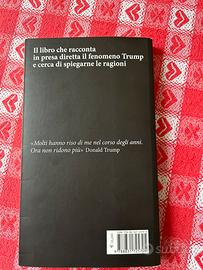 Il libro che racconta
in presa diretta il fenomeno Trump
e cerca di spiegarne le ragioni
«Molti hanno riso di me nel corso degli anni.
Ora non ridono più» Donald Trump
subito